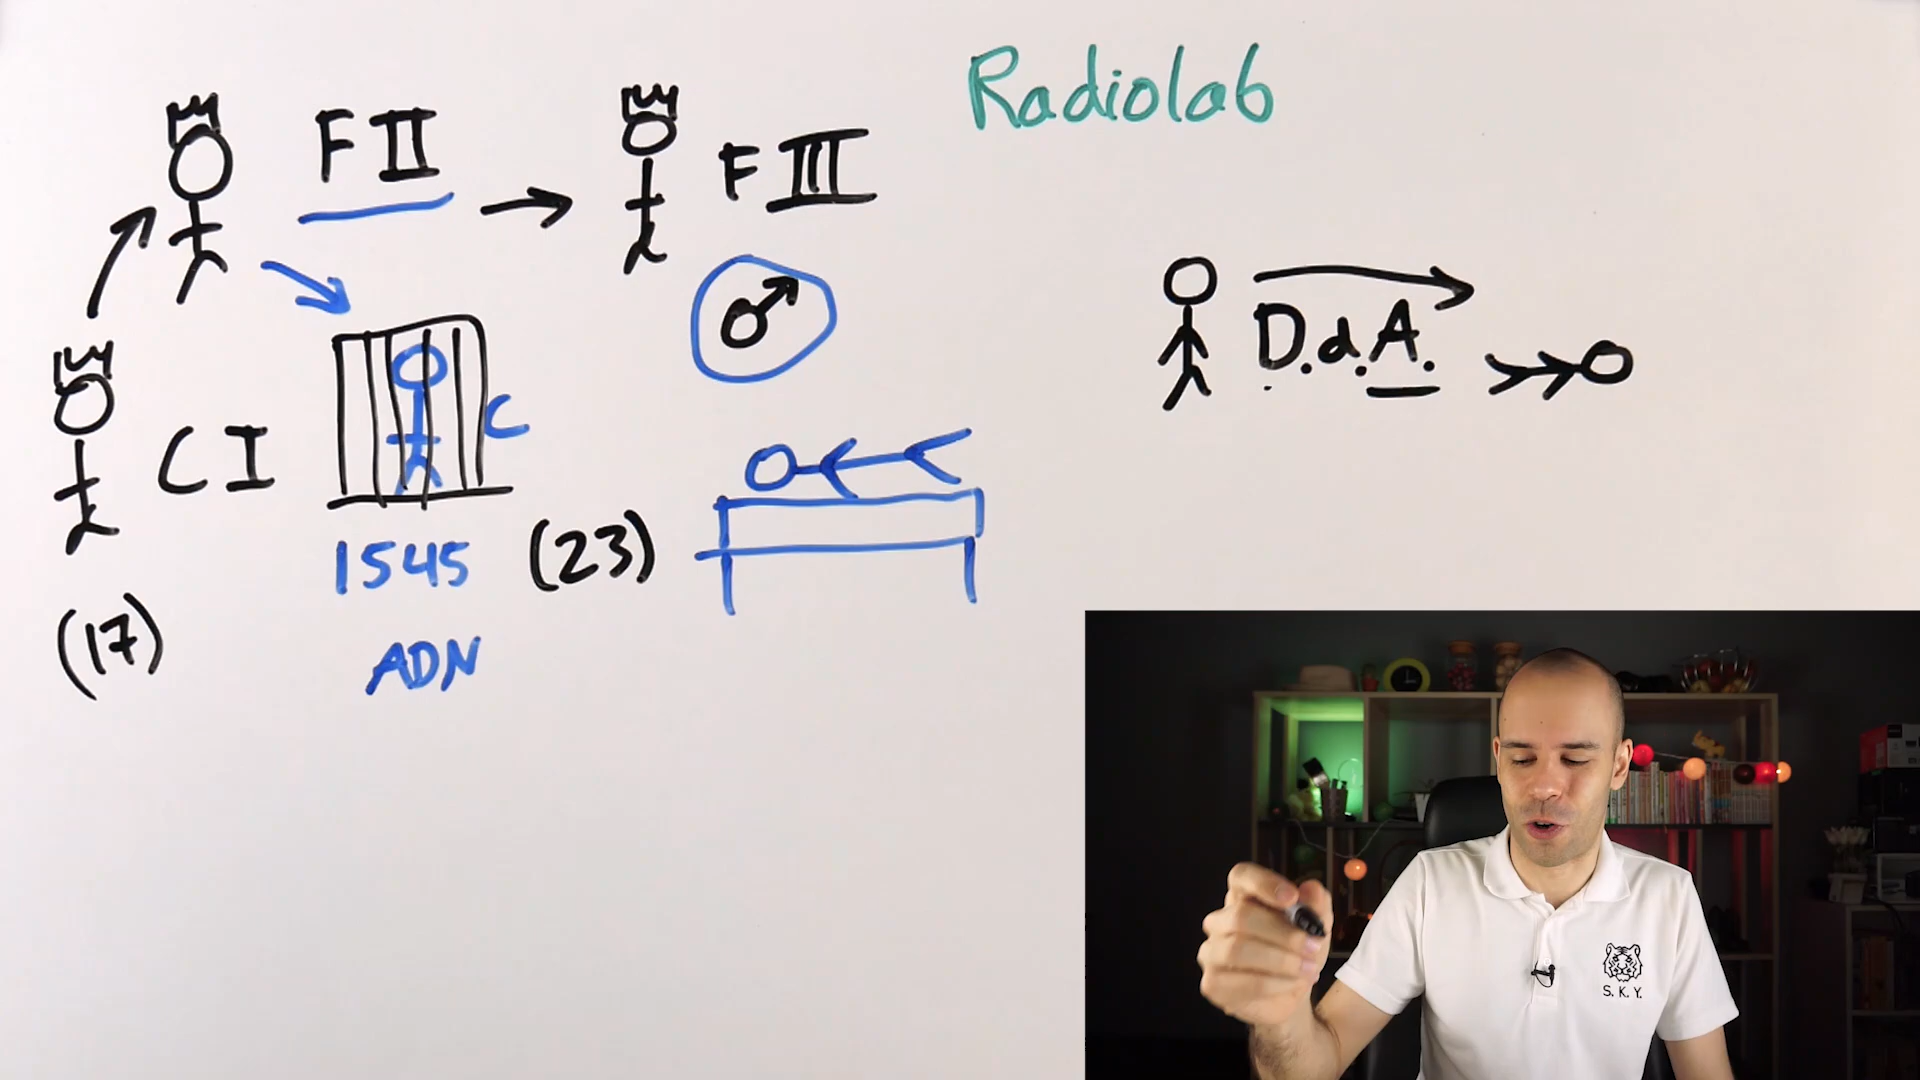 Radiolab
F II
F III
D.d.A.
C
C I
1545
(23)
(17)
ADN
S. K. Y.